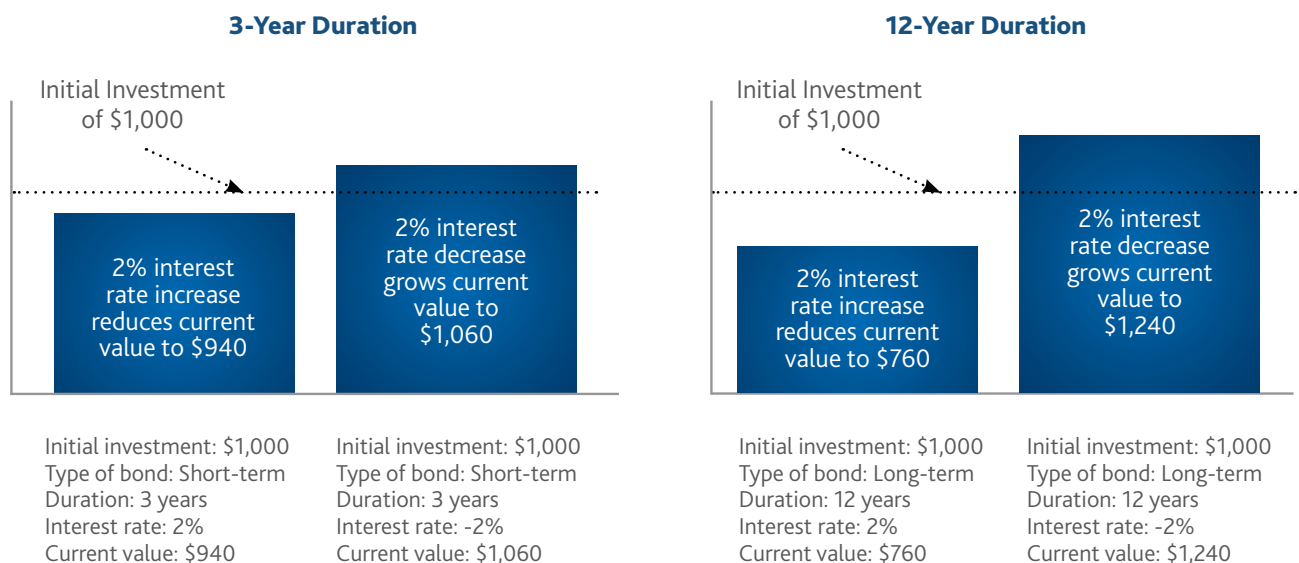 3-Year Duration
Initial Investment
of $1,000
2% interest
rate increase
reduces current
value to $940
2% interest
rate decrease
grows current
value to
$1,060
Initial investment: $1,000
Type of bond: Short-term
Duration: 3 years
Interest rate: 2%
Current value: $940
Initial investment: $1,000
Type of bond: Short-term
Duration: 3 years
Interest rate: -2%
Current value: $1,060
12-Year Duration
Initial Investment
of $1,000
2% interest
rate increase
reduces current
value to $760
2% interest
rate decrease
grows current
value to
$1,240
Initial investment: $1,000
Type of bond: Long-term
Duration: 12 years
Interest rate: 2%
Current value: $760
Initial investment: $1,000
Type of bond: Long-term
Duration: 12 years
Interest rate: -2%
Current value: $1,240